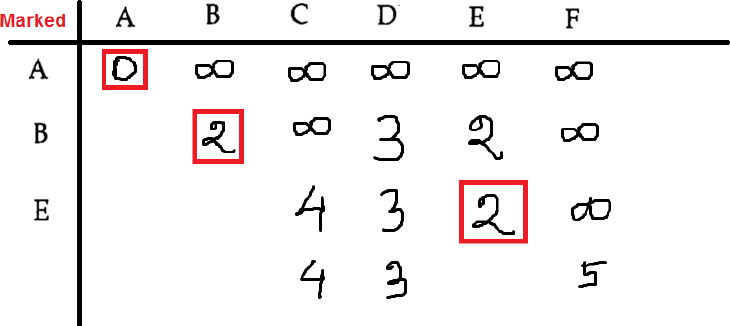 Marked A B C D E F
A 0 ∞ ∞ ∞ ∞ ∞
B 2 ∞ 3 2 ∞
E 4 3 2 ∞
4 3 5